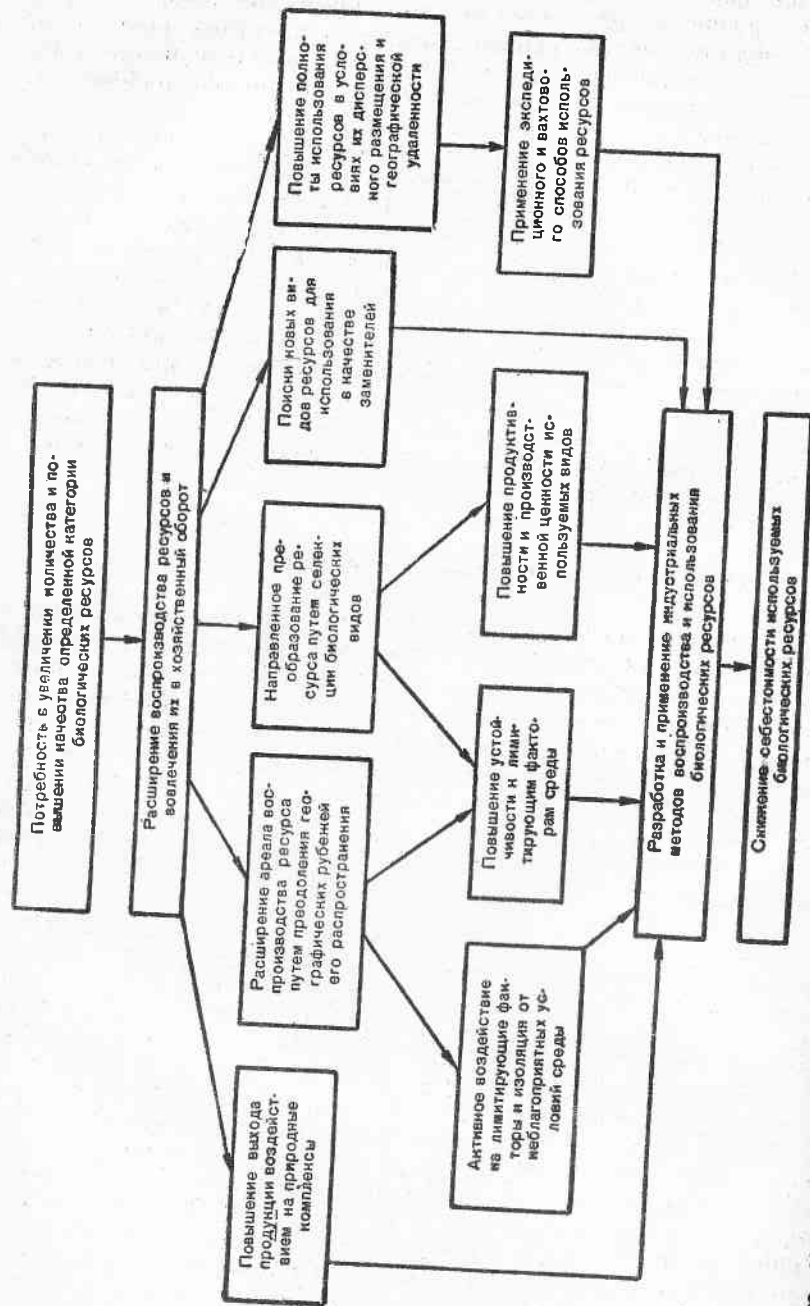 Потребность в увеличении количества и по-
вышении качества определенной категории
биологических ресурсов
Расширение воспроизводства ресурсов и
вовлечения их в хозяйственный оборот
Повышение выхода
продукции воздейст-
вием на природные
комплексы
Расширение ареала вос-
производства ресурса
путем преодоления гео-
графических рубежей
его распространения
Направленное пре-
образование ре-
сурса путем селек-
ции биологических
видов
Поиски новых ви-
дов ресурсов для
использования
в качестве
заменителей
Повышение полно-
ты использования
ресурсов в усло-
виях их дисперс-
ного размещения и
географической
удаленности
Активное воздействие
на лимитирующие фак-
торы и изоляция от
неблагоприятных ус-
ловий среды
Повышение устой-
чивости к лими-
тирующим факто-
рам среды
Повышение продуктив-
ности и производст-
венной ценности ис-
пользуемых видов
Применение экспеди-
ционного и вахтово-
го способов исполь-
зования ресурсов
Разработка и применение индустриальных
методов воспроизводства и использования
биологических ресурсов
Снижение себестоимости используемых
биологических ресурсов